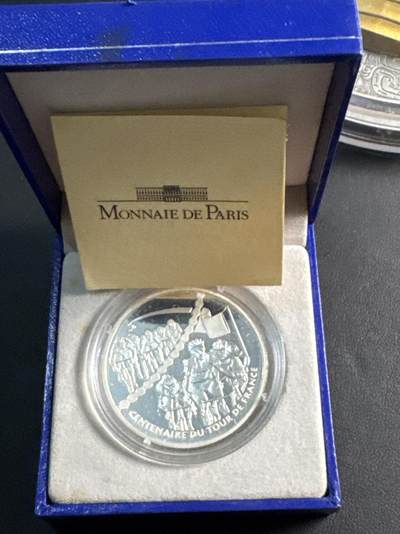 MONNAIE DE PARIS
CENTENAIRE DU TOUR DE FRANCE